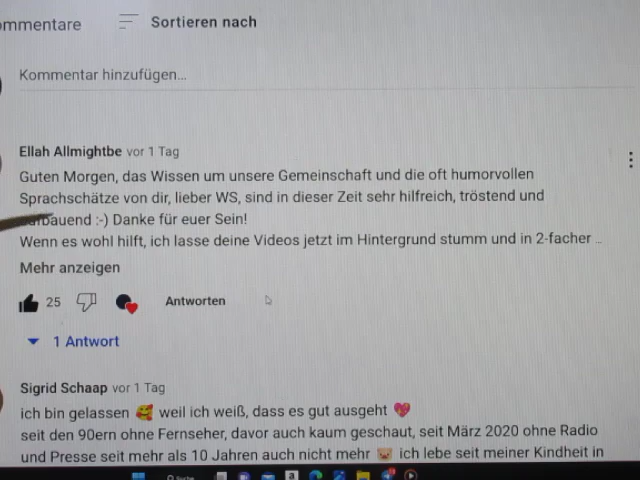 Sortieren nach
Kommentar hinzufügen...
Ellah Allmightbe vor 1 Tag
Guten Morgen, das Wissen um unsere Gemeinschaft und die oft humorvollen
Sprachschätze von dir, lieber WS, sind in dieser Zeit sehr hilfreich, tröstend und
:-) Danke für euer Sein!
Wenn es wohl hilft, ich lasse deine Videos jetzt im Hintergrund stumm und in 2-facher ...
Mehr anzeigen
25 Antworten
1 Antwort
Sigrid Schaap vor 1 Tag
ich bin gelassen 🥰 weil ich weiß, dass es gut ausgeht 💖
seit den 90ern ohne Fernseher, davor auch kaum geschaut, seit März 2020 ohne Radio
und Presse seit mehr als 10 Jahren auch nicht mehr 🐷 ich lebe seit meiner Kindheit in
Suche